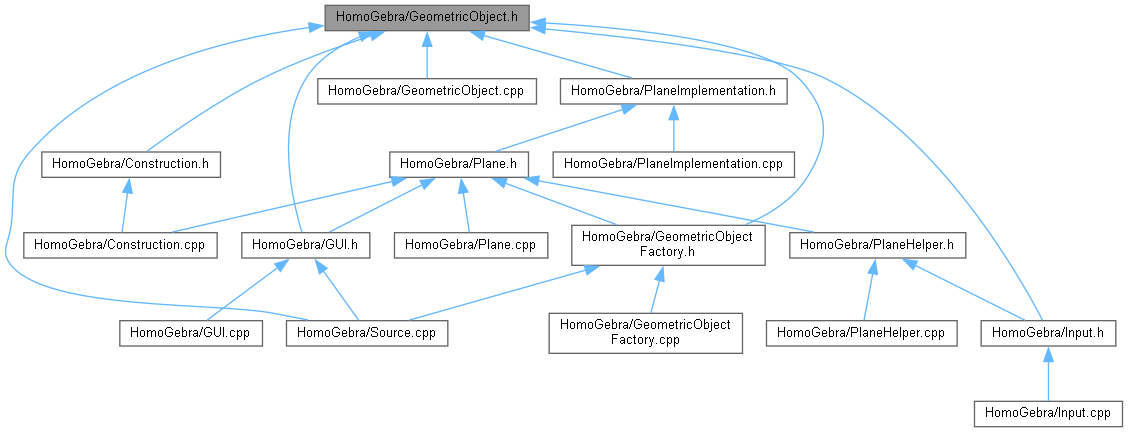 HomoGebra/GeometricObject.h
HomoGebra/GeometricObject.cpp
HomoGebra/PlaneImplementation.h
HomoGebra/Construction.h
HomoGebra/Plane.h
HomoGebra/PlaneImplementation.cpp
HomoGebra/Construction.cpp
HomoGebra/GUI.h
HomoGebra/Plane.cpp
HomoGebra/GeometricObject
Factory.h
HomoGebra/PlaneHelper.h
HomoGebra/GUI.cpp
HomoGebra/Source.cpp
HomoGebra/GeometricObject
Factory.cpp
HomoGebra/PlaneHelper.cpp
HomoGebra/Input.h
HomoGebra/Input.cpp